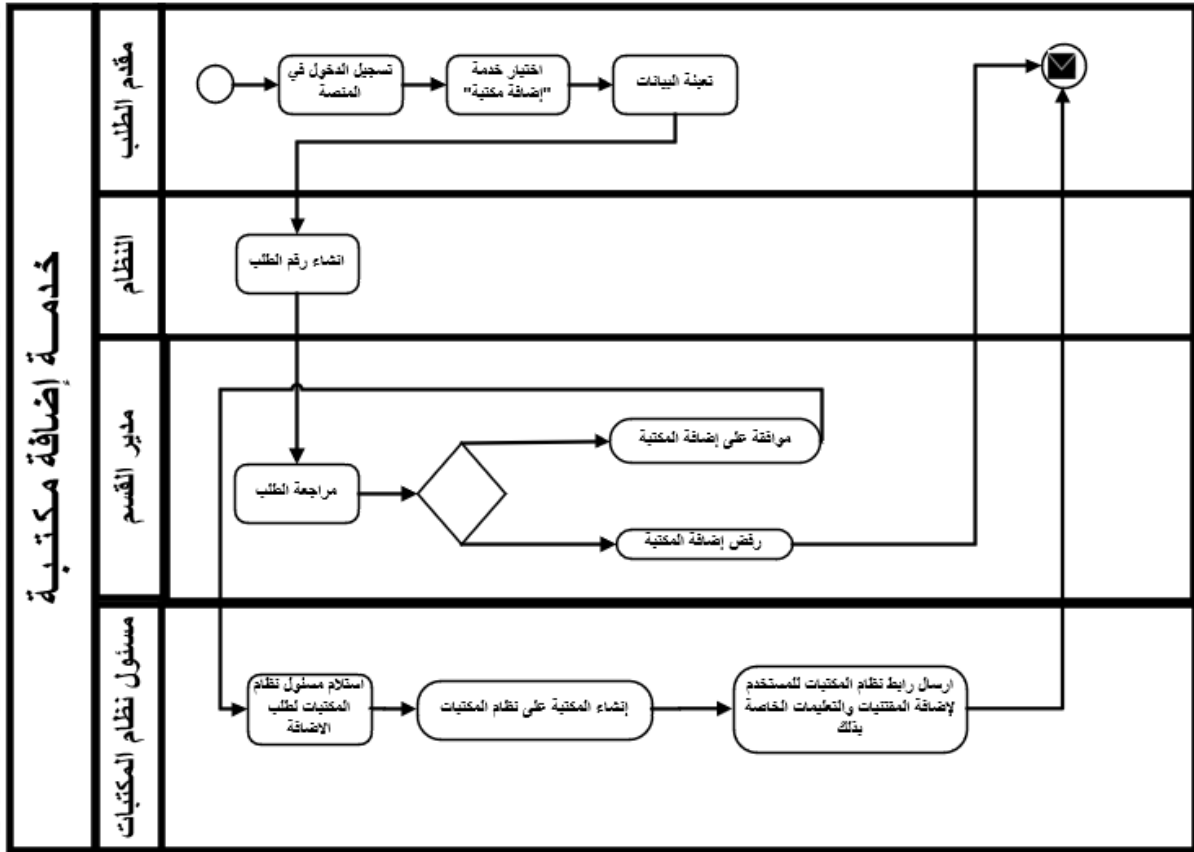 خدمــة إضافة مكتبــة
مقدم الطلب
تسجيل الدخول في
المنصة
اختيار خدمة
"إضافة مكتبة"
تعبئة البيانات
النظام
انشاء رقم الطلب
مدير القسم
مراجعة الطلب
موافقة على إضافة المكتبة
رفض إضافة المكتبة
مسئول نظام المكتبات
استلام مسئول نظام
المكتبات لطلب
الاضافة
إنشاء المكتبة على نظام المكتبات
ارسال رابط نظام المكتبات للمستخدم
لإضافة المقتنيات والتعليمات الخاصة
بذلك